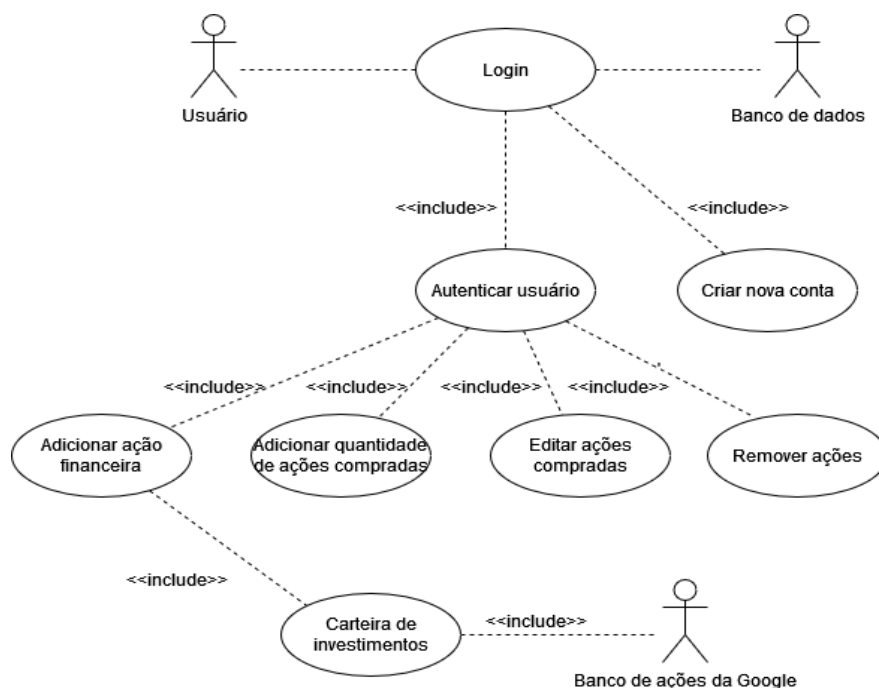 Login
Usuário
Banco de dados
<<include>>
<<include>>
Autenticar usuário
Criar nova conta
<<include>>
<<include>>
<<include>>
<<include>>
Adicionar ação
financeira
Adicionar quantidade
de ações compradas
Editar ações
compradas
Remover ações
<<include>>
Carteira de
investimentos
<<include>>
Banco de ações da Google